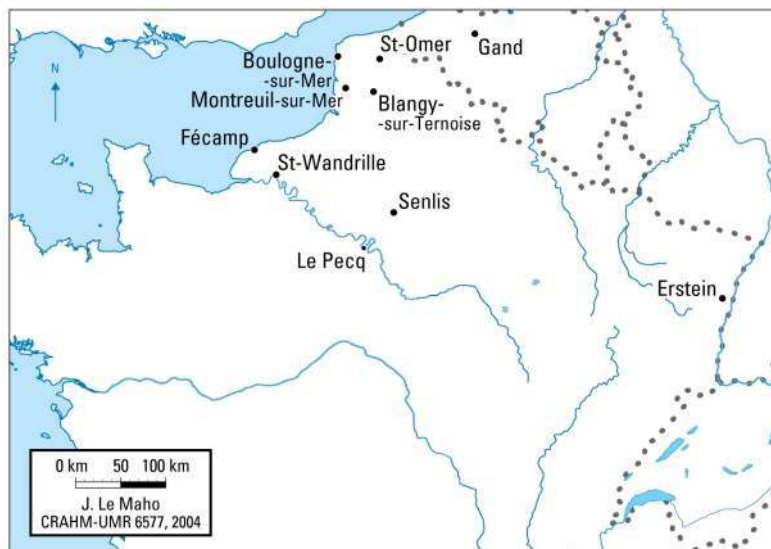 N
Boulogne-
-sur-Mer
St-Omer
Gand
Montreuil-sur-Mer
Blangy-
-sur-Ternoise
Fécamp
St-Wandrille
Senlis
Le Pecq
Erstein
0 km 50 100 km
J. Le Maho
CRAHM-UMR 6577, 2004